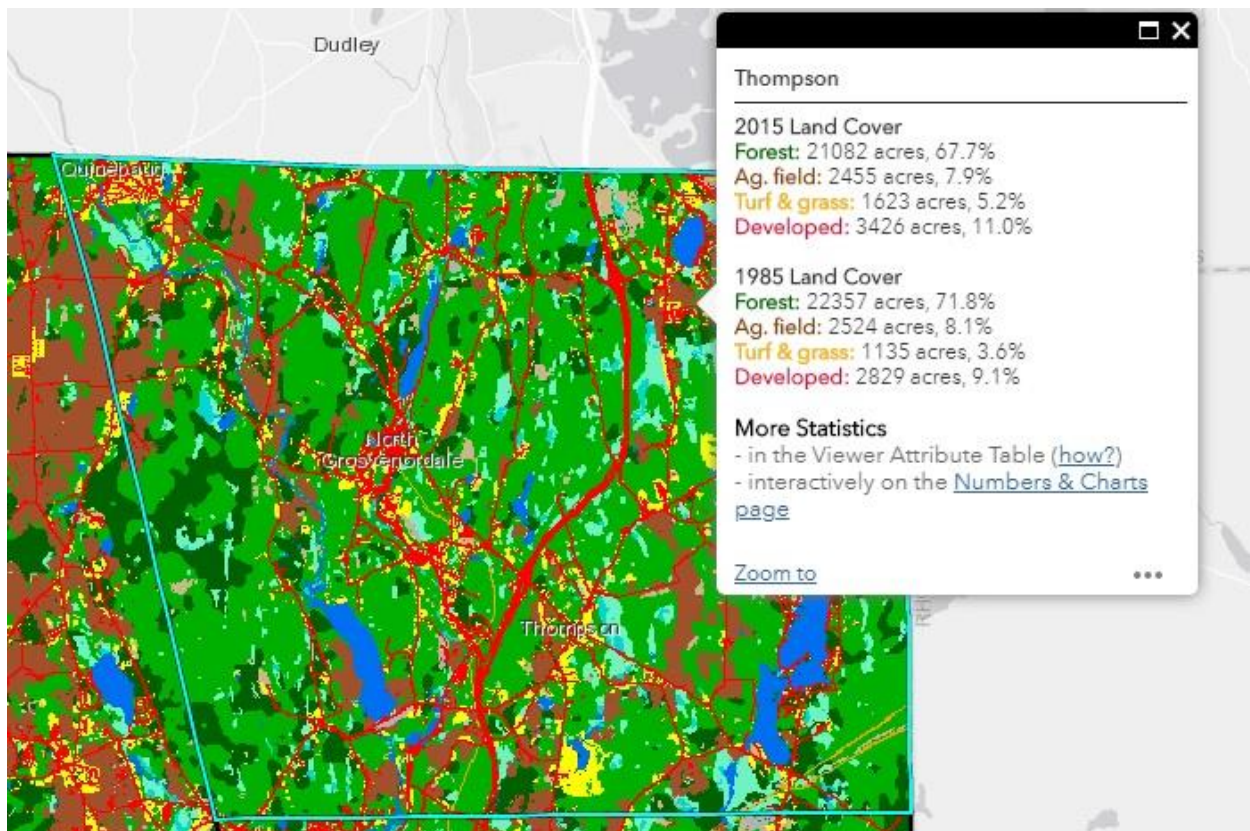 Dudley
Quinebaug
North
Grosvenordale
Thompson
Thompson
2015 Land Cover
Forest: 21082 acres, 67.7%
Ag. field: 2455 acres, 7.9%
Turf & grass: 1623 acres, 5.2%
Developed: 3426 acres, 11.0%
1985 Land Cover
Forest: 22357 acres, 71.8%
Ag. field: 2524 acres, 8.1%
Turf & grass: 1135 acres, 3.6%
Developed: 2829 acres, 9.1%
More Statistics
- in the Viewer Attribute Table (how?)
- interactively on the Numbers & Charts
page
Zoom to